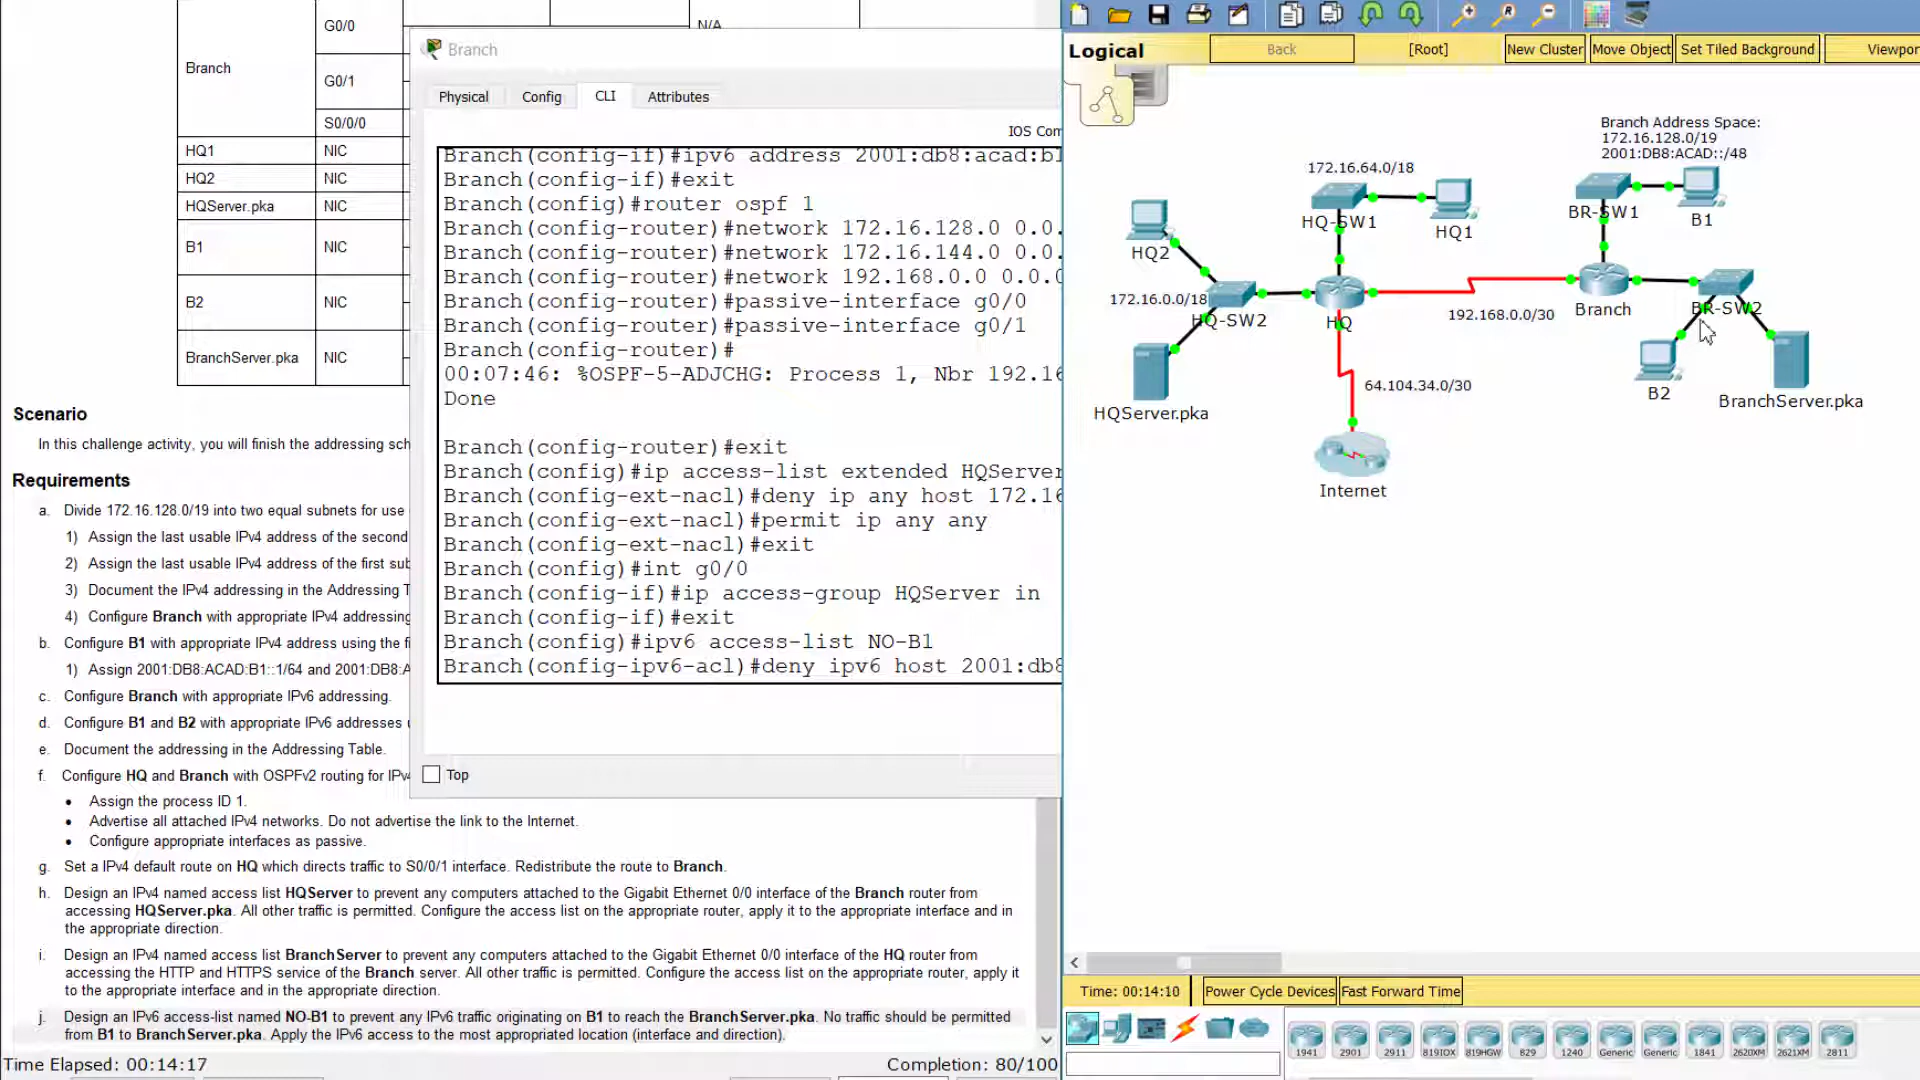 G0/0
N/A
Branch
G0/1
S0/0/0
HQ1 NIC
HQ2 NIC
HQServer.pka NIC
B1 NIC
B2 NIC
BranchServer.pka NIC
Scenario
In this challenge activity, you will finish the addressing sch
Requirements
a. Divide 172.16.128.0/19 into two equal subnets for use
1) Assign the last usable IPv4 address of the second
2) Assign the last usable IPv4 address of the first sub
3) Document the IPv4 addressing in the Addressing T
4) Configure Branch with appropriate IPv4 addressing
b. Configure B1 with appropriate IPv4 address using the fi
1) Assign 2001:DB8:ACAD:B1::1/64 and 2001:DB8:A
c. Configure Branch with appropriate IPv6 addressing.
d. Configure B1 and B2 with appropriate IPv6 addresses u
e. Document the addressing in the Addressing Table.
f. Configure HQ and Branch with OSPFv2 routing for IPv4
• Assign the process ID 1.
• Advertise all attached IPv4 networks. Do not advertise the link to the Internet.
• Configure appropriate interfaces as passive.
g. Set a IPv4 default route on HQ which directs traffic to S0/0/1 interface. Redistribute the route to Branch.
h. Design an IPv4 named access list HQServer to prevent any computers attached to the Gigabit Ethernet 0/0 interface of the Branch router from
accessing HQServer.pka. All other traffic is permitted. Configure the access list on the appropriate router, apply it to the appropriate interface and in
the appropriate direction.
i. Design an IPv4 named access list BranchServer to prevent any computers attached to the Gigabit Ethernet 0/0 interface of the HQ router from
accessing the HTTP and HTTPS service of the Branch server. All other traffic is permitted. Configure the access list on the appropriate router, apply it
to the appropriate interface and in the appropriate direction.
j. Design an IPv6 access-list named NO-B1 to prevent any IPv6 traffic originating on B1 to reach the BranchServer.pka. No traffic should be permitted
from B1 to BranchServer.pka. Apply the IPv6 access to the most appropriated location (interface and direction).
Time Elapsed: 00:14:17 Completion: 80/100
Branch
Physical Config CLI Attributes
IOS Com
Branch(config-if)#ipv6 address 2001:db8:acad:b1
Branch(config-if)#exit
Branch(config)#router ospf 1
Branch(config-router)#network 172.16.128.0 0.0.
Branch(config-router)#network 172.16.144.0 0.0.
Branch(config-router)#network 192.168.0.0 0.0.0
Branch(config-router)#passive-interface g0/0
Branch(config-router)#passive-interface g0/1
Branch(config-router)#
00:07:46: %OSPF-5-ADJCHG: Process 1, Nbr 192.16
Done
Branch(config-router)#exit
Branch(config)#ip access-list extended HQServer
Branch(config-ext-nacl)#deny ip any host 172.16
Branch(config-ext-nacl)#permit ip any any
Branch(config-ext-nacl)#exit
Branch(config)#int g0/0
Branch(config-if)#ip access-group HQServer in
Branch(config-if)#exit
Branch(config)#ipv6 access-list NO-B1
Branch(config-ipv6-acl)#deny ipv6 host 2001:db8
Top
Logical Back [Root] New Cluster Move Object Set Tiled Background Viewpor
Branch Address Space:
172.16.128.0/19
2001:DB8:ACAD::/48
172.16.64.0/18
HQ-SW1
HQ1
BR-SW1
B1
HQ2
172.16.0.0/18
HQ-SW2
HQ
192.168.0.0/30
Branch
BR-SW2
64.104.34.0/30
B2
BranchServer.pka
HQServer.pka
Internet
Time: 00:14:10 Power Cycle Devices Fast Forward Time
1941 2901 2911 819IOX 819HGW 829 1240 Generic Generic 1841 2620XM 2621XM 2811